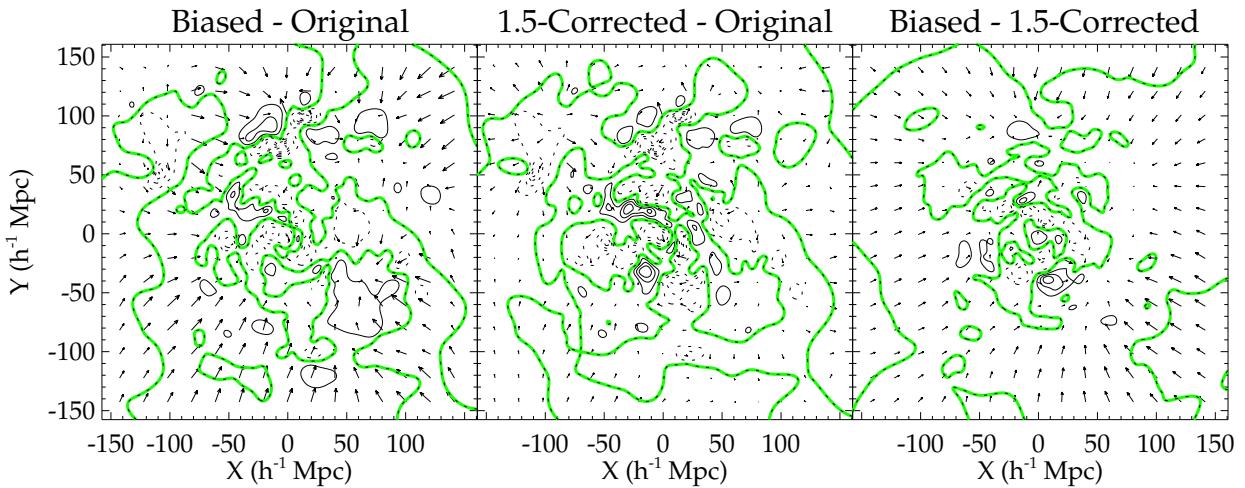 Biased - Original
1.5-Corrected - Original
Biased - 1.5-Corrected
150
100
50
0
-50
-100
-150
Y (h-1 Mpc)
-150 -100 -50 0 50 100
-100 -50 0 50 100
-100 -50 0 50 100 150
X (h-1 Mpc)
X (h-1 Mpc)
X (h-1 Mpc)